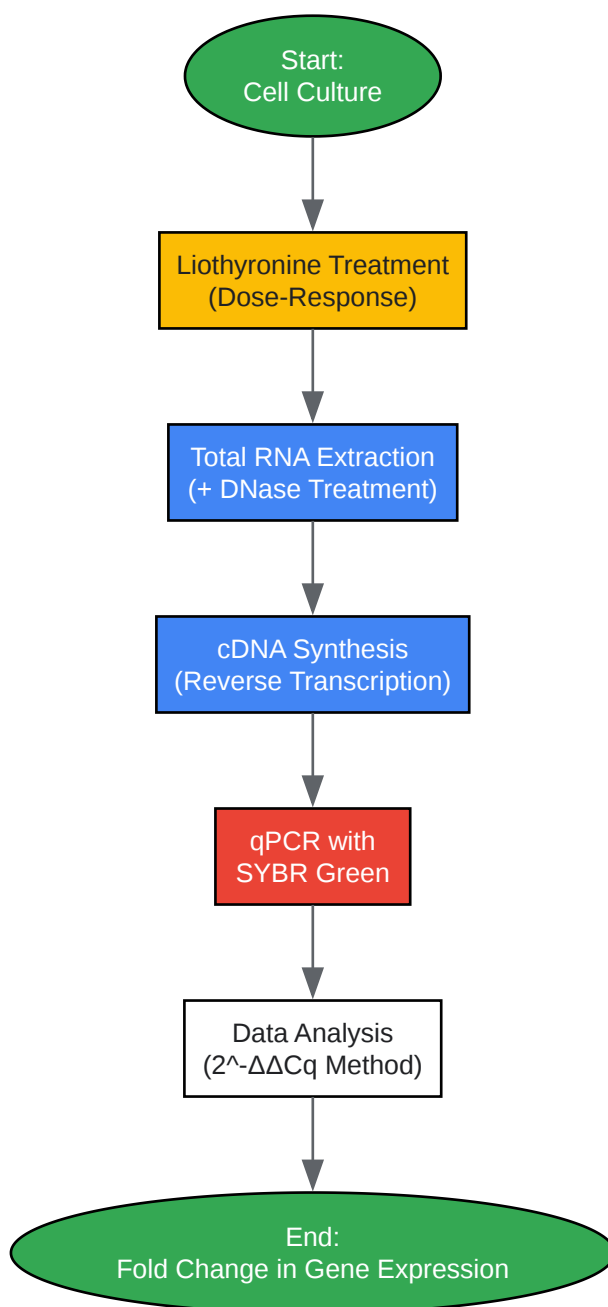 Start:
Cell Culture
Liothyronine Treatment
(Dose-Response)
Total RNA Extraction
(+ DNase Treatment)
cDNA Synthesis
(Reverse Transcription)
qPCR with
SYBR Green
Data Analysis
(2^-ΔΔCq Method)
End:
Fold Change in Gene Expression